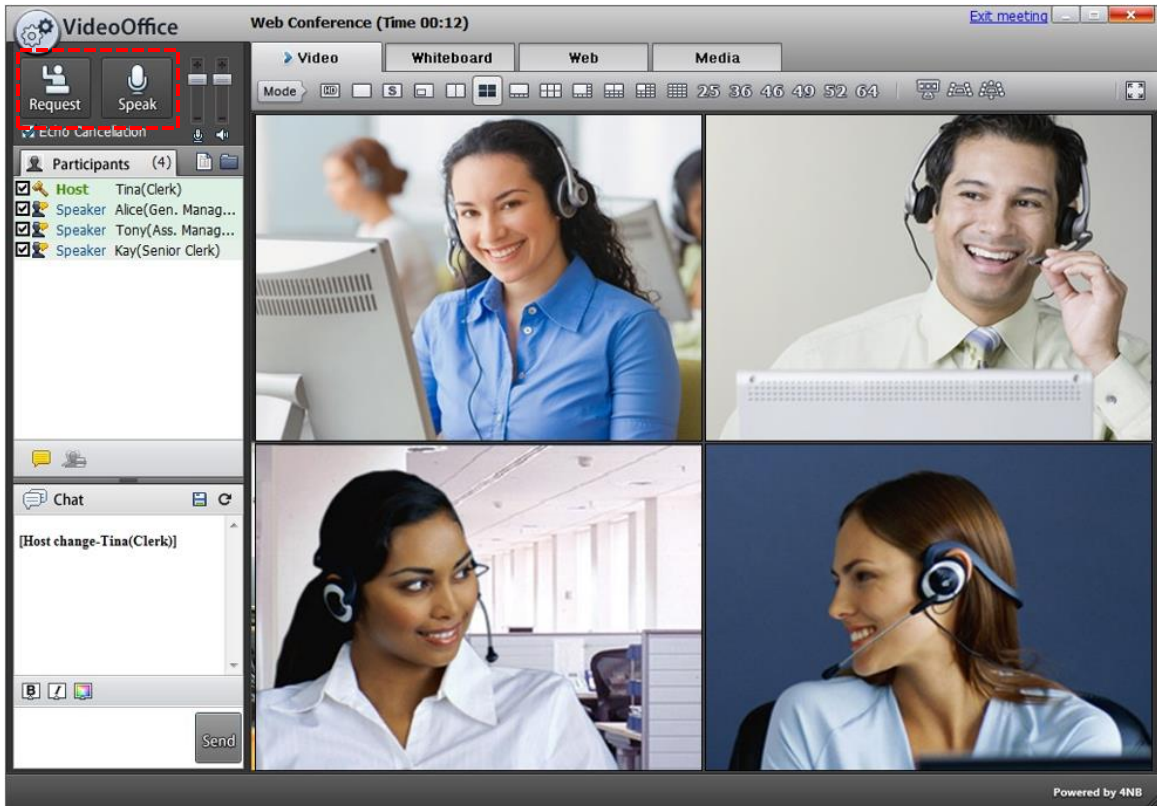 VideoOffice
Web Conference (Time 00:12)
Exit meeting
Request
Speak
Echo Cancellation
Video
Whiteboard
Web
Media
Mode
HD
S
25 36 46 49 52 64
Participants (4)
Host Tina(Clerk)
Speaker Alice(Gen. Manag...
Speaker Tony(Ass. Manag...
Speaker Kay(Senior Clerk)
Chat
[Host change-Tina(Clerk)]
B I
Send
Powered by 4NB